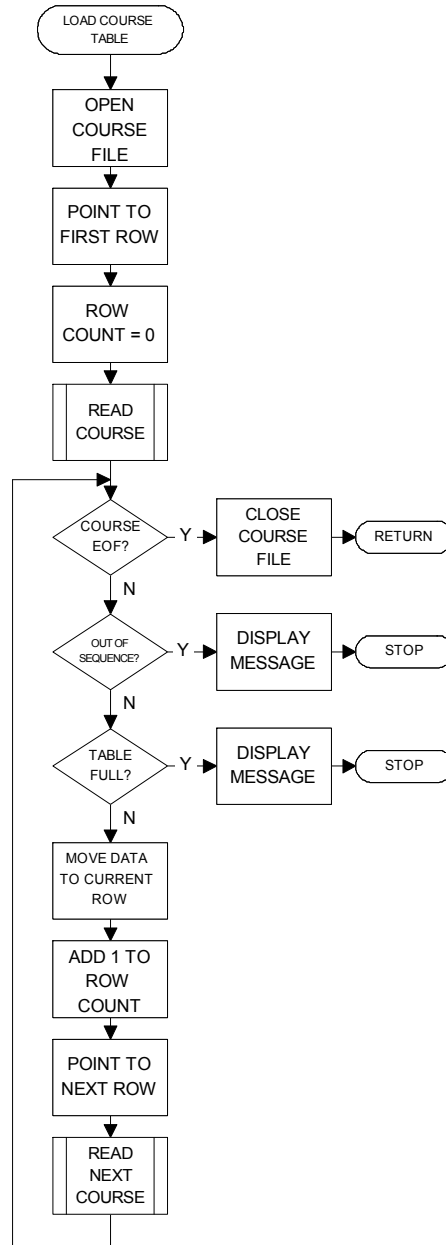 LOAD COURSE
TABLE
OPEN
COURSE
FILE
POINT TO
FIRST ROW
ROW
COUNT = 0
READ
COURSE
COURSE
EOF?
Y
CLOSE
COURSE
FILE
RETURN
N
OUT OF
SEQUENCE?
Y
DISPLAY
MESSAGE
STOP
N
TABLE
FULL?
Y
DISPLAY
MESSAGE
STOP
N
MOVE DATA
TO CURRENT
ROW
ADD 1 TO
ROW
COUNT
POINT TO
NEXT ROW
READ
NEXT
COURSE